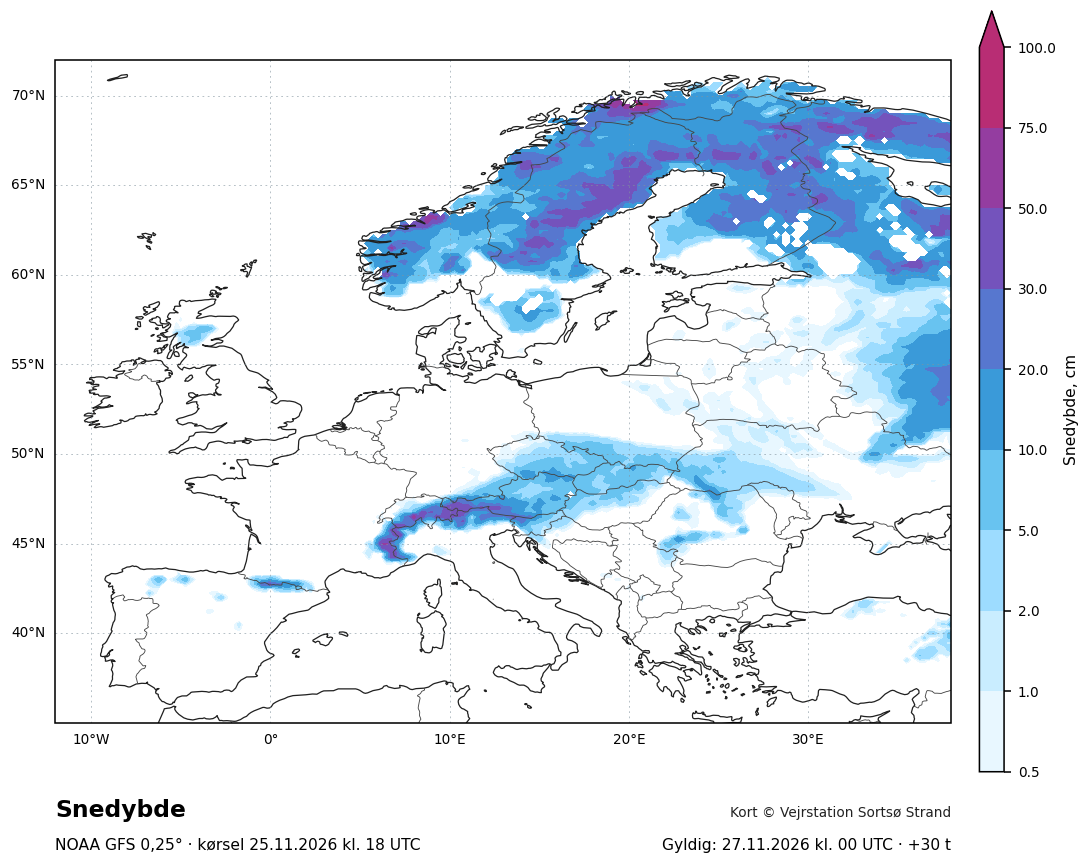 100.0
75.0
50.0
30.0
20.0
10.0
5.0
2.0
1.0
0.5
Snedybde, cm
70°N
65°N
60°N
55°N
50°N
45°N
40°N
10°W
0°
10°E
20°E
30°E
Snedybde
Kort © Vejrstation Sortsø Strand
NOAA GFS 0,25° · kørsel 25.11.2026 kl. 18 UTC
Gyldig: 27.11.2026 kl. 00 UTC · +30 t